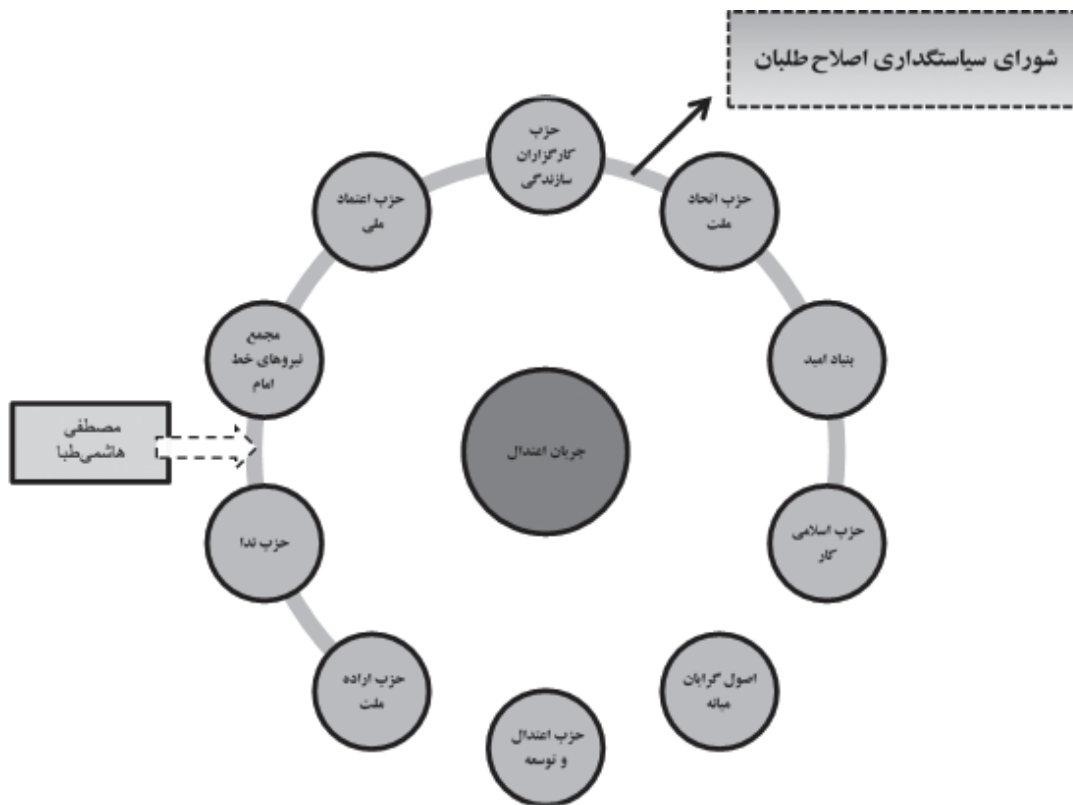 شورای سیاستگداری اصلاح طلبان
حزب
کارگزاران
سازندگی
حزب اتحاد
ملت
بنیاد امید
حزب اسلامی
کار
اصول گرایان
میانه
حزب اعتدال
و توسعه
حزب اراده
ملت
حزب ندا
مجمع
نیروهای خط
امام
حزب اعتماد
ملی
مصطفی
هاشمی‌طبا
جریان اعتدال